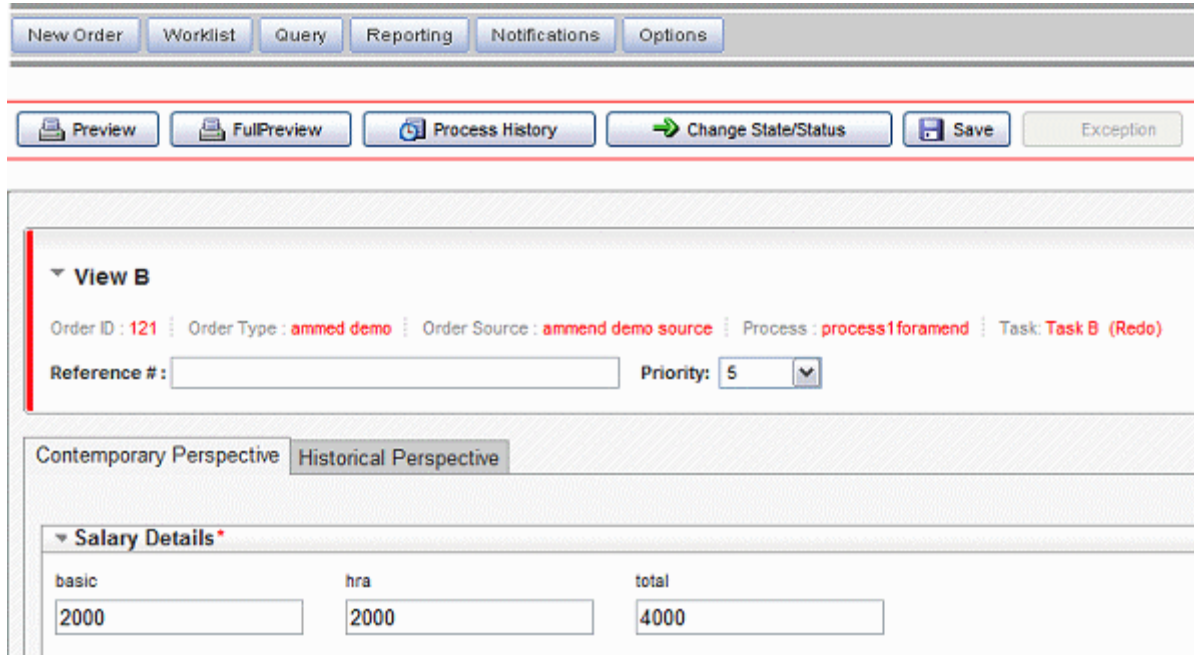 New Order Worklist Query Reporting Notifications Options
Preview FullPreview Process History Change State/Status Save Exception
View B
Order ID : 121 Order Type : ammed demo Order Source : ammend demo source Process : process1foramend Task: Task B (Redo)
Reference # : Priority: 5
Contemporary Perspective Historical Perspective
Salary Details*
basic hra total
2000 2000 4000